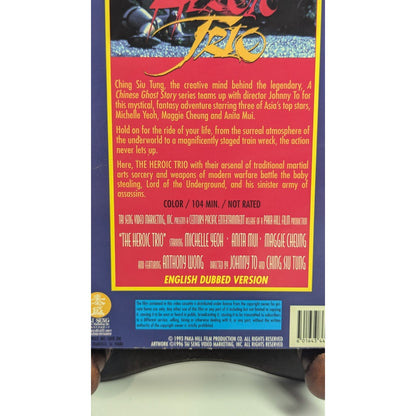 HEROIC
TRIO
Ching Siu Tung, the creative mind behind the legendary, A
Chinese Ghost Story series teams up with director Johnny To for
this mystical, fantasy adventure starring three of Asia's top stars,
Michelle Yeoh, Maggie Cheung and Anita Mui.
Hold on for the ride of your life, from the surreal atmosphere of the
underworld to a magnificently staged train wreck, the action
never lets up.
Here, THE HEROIC TRIO with their arsenal of traditional martial
arts sorcery and weapons of modern warfare battle the baby
stealing, Lord of the Underground, and his sinister army of
assassins.
COLOR / 104 MIN. / NOT RATED
TAI SENG VIDEO MARKETING, INC. PRESENTS A CENTURY PACIFIC ENTERTAINMENT RELEASE OF A PAKA HILL FILM PRODUCTION
"THE HEROIC TRIO" STARRING MICHELLE YEOH · ANITA MUI · MAGGIE CHEUNG
AND FEATURING ANTHONY WONG DIRECTED BY JOHNNY TO AND CHING SIU TUNG
ENGLISH DUBBED VERSION
© 1993 PAKA HILL FILM PRODUCTION CO. ALL RIGHTS RESERVED
ARTWORK ©1996 TAI SENG VIDEO MARKETING, INC. ALL RIGHTS RESERVED